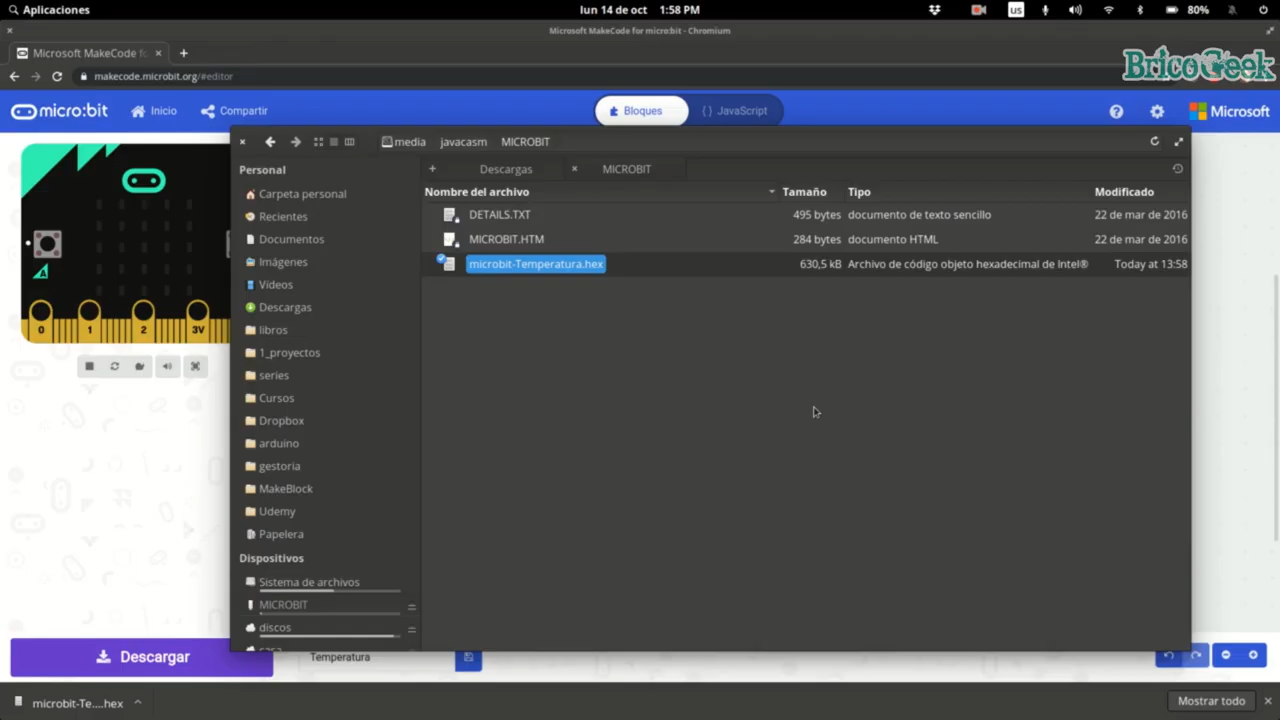 Aplicaciones lun 14 de oct 1:58 PM us 80%
Microsoft MakeCode for micro:bit - Chromium
Microsoft MakeCode fo
makecode.microbit.org/#editor
BricoGeek
micro:bit Inicio Compartir Bloques { } JavaScript ? Microsoft
media javacasm MICROBIT
Personal + Descargas MICROBIT
Nombre del archivo Tamaño Tipo Modificado
Carpeta personal
Recientes
Documentos
Imágenes
Vídeos
Descargas
libros
1_proyectos
series
Cursos
Dropbox
arduino
gestoria
MakeBlock
Udemy
Papelera
Dispositivos
Sistema de archivos
MICROBIT
discos
DETAILS.TXT 495 bytes documento de texto sencillo 22 de mar de 2016
MICROBIT.HTM 284 bytes documento HTML 22 de mar de 2016
microbit-Temperatura.hex 630,5 kB Archivo de código objeto hexadecimal de Intel® Today at 13:58
0 1 2 3V
Descargar Temperatura
microbit-Te....hex Mostrar todo